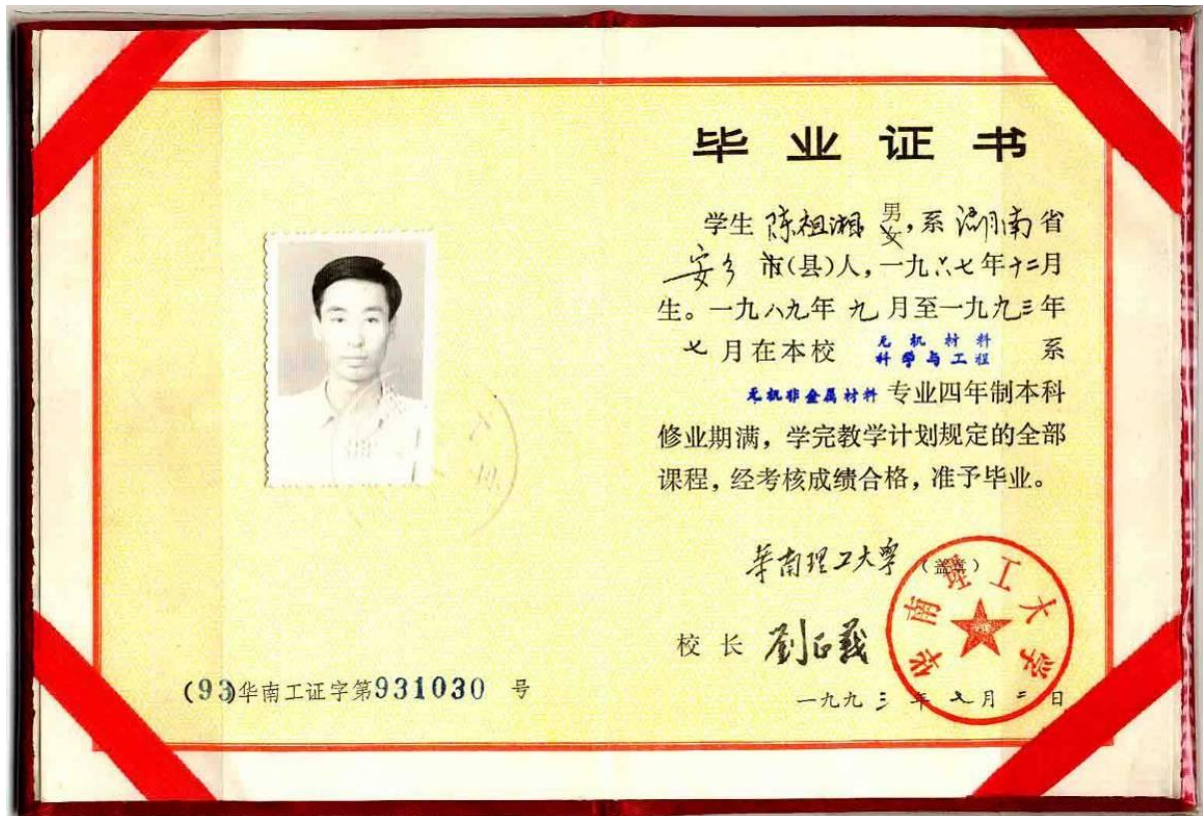 毕业证书
学生 陈祖湘 男女,系 湖南省
安乡 市(县)人,一九六七年十二月
生。一九八九年 九 月至一九九三年
七 月在本校 无机材料科学与工程 系
无机非金属材料 专业四年制本科
修业期满,学完教学计划规定的全部
课程,经考核成绩合格,准予毕业。
华南理工大学 (盖章)
华南理工大学
校 长 劉正義
一九九三 年 七 月 二 日
(93)华南工证字第931030 号